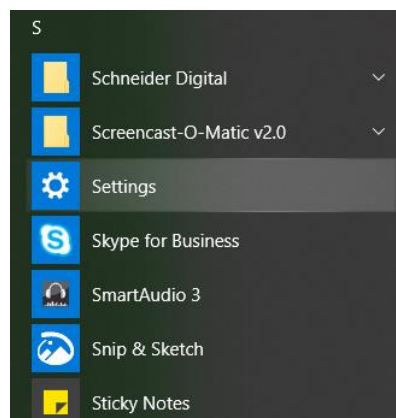 S
Schneider Digital
Screencast-O-Matic v2.0
Settings
Skype for Business
SmartAudio 3
Snip & Sketch
Sticky Notes